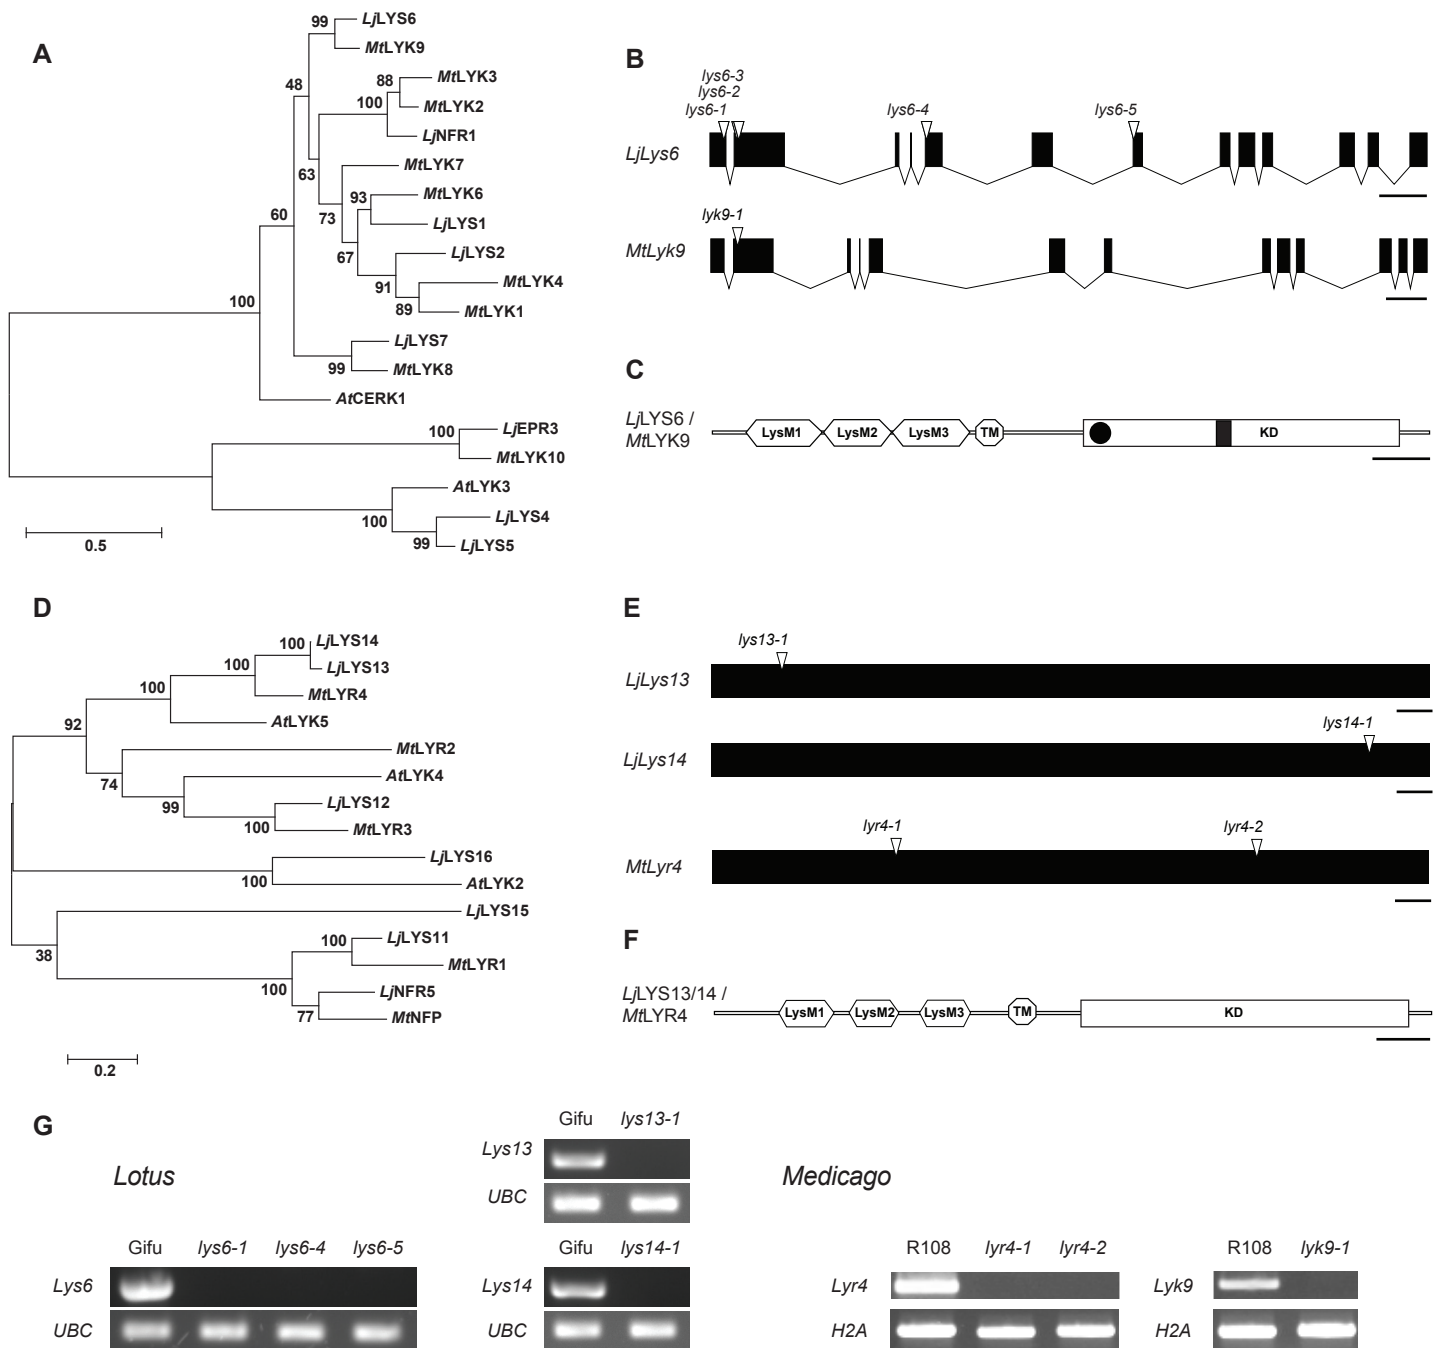 A
99
LjLYS6
MtLYK9
48
88
MtLYK3
100
MtLYK2
LjNFR1
63
MtLYK7
93
MtLYK6
73
LjLYS1
60
67
LjLYS2
91
MtLYK4
89
MtLYK1
100
LjLYS7
99
MtLYK8
AtCERK1
100
LjEPR3
MtLYK10
AtLYK3
100
LjLYS4
99
LjLYS5
0.5
B
lys6-3
lys6-2
lys6-1
lys6-4
lys6-5
LjLys6
lyk9-1
MtLyk9
C
LjLYS6 /
MtLYK9
LysM1 LysM2 LysM3 TM KD
D
100
LjLYS14
100
LjLYS13
100
MtLYR4
92
AtLYK5
MtLYR2
74
AtLYK4
99
LjLYS12
100
MtLYR3
LjLYS16
100
AtLYK2
LjLYS15
38
100
LjLYS11
MtLYR1
100
LjNFR5
77
MtNFP
0.2
E
lys13-1
LjLys13
lys14-1
LjLys14
lyr4-1 lyr4-2
MtLyr4
F
LjLYS13/14 /
MtLYR4
LysM1 LysM2 LysM3 TM KD
G
Lotus
Gifu lys6-1 lys6-4 lys6-5
Lys6
UBC
Gifu lys13-1
Lys13
UBC
Gifu lys14-1
Lys14
UBC
Medicago
R108 lyr4-1 lyr4-2
Lyr4
H2A
R108 lyk9-1
Lyk9
H2A